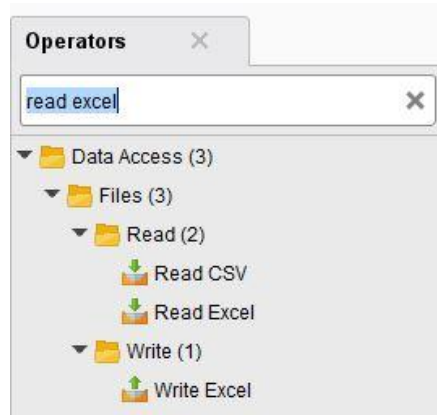 Operators
read excel
Data Access (3)
Files (3)
Read (2)
Read CSV
Read Excel
Write (1)
Write Excel